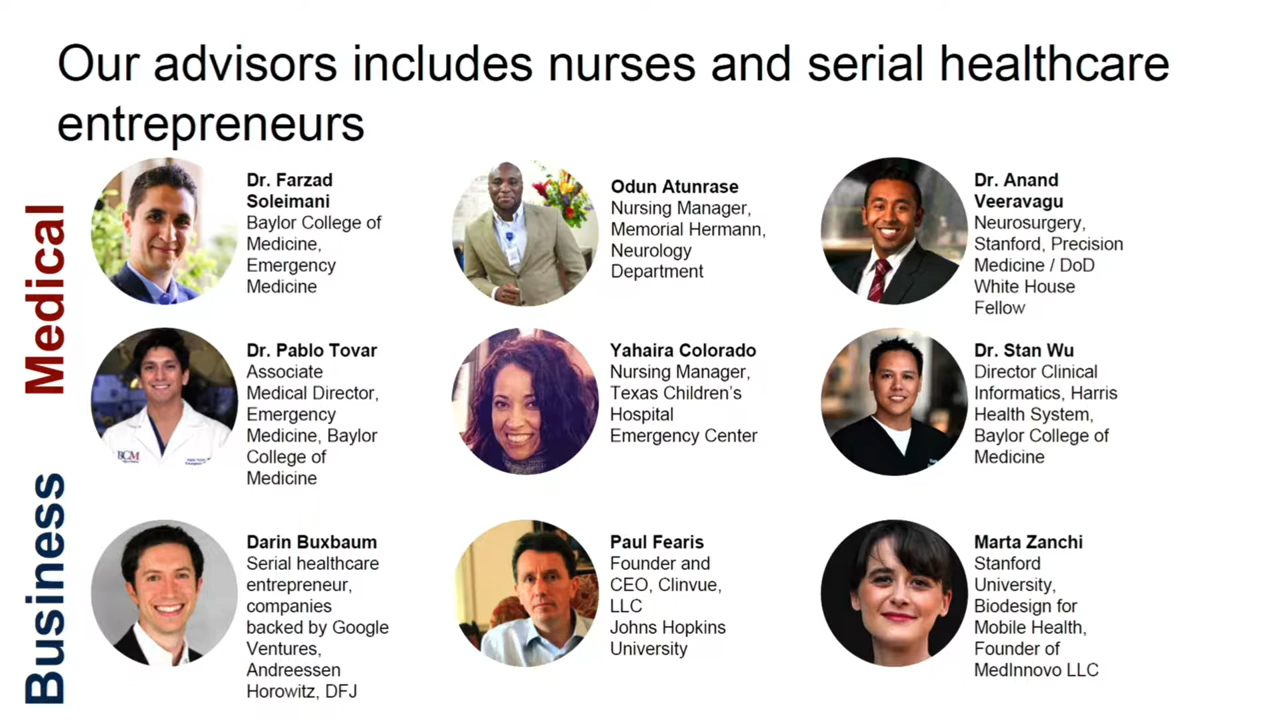 Our advisors includes nurses and serial healthcare
entrepreneurs
Medical
Dr. Farzad
Soleimani
Baylor College of
Medicine,
Emergency
Medicine
Odun Atunrase
Nursing Manager,
Memorial Hermann,
Neurology
Department
Dr. Anand
Veeravagu
Neurosurgery,
Stanford, Precision
Medicine / DoD
White House
Fellow
Dr. Pablo Tovar
Associate
Medical Director,
Emergency
Medicine, Baylor
College of
Medicine
BCM
Yahaira Colorado
Nursing Manager,
Texas Children's
Hospital
Emergency Center
Dr. Stan Wu
Director Clinical
Informatics, Harris
Health System,
Baylor College of
Medicine
Business
Darin Buxbaum
Serial healthcare
entrepreneur,
companies
backed by Google
Ventures,
Andreessen
Horowitz, DFJ
Paul Fearis
Founder and
CEO, Clinvue,
LLC
Johns Hopkins
University
Marta Zanchi
Stanford
University,
Biodesign for
Mobile Health,
Founder of
MedInnovo LLC